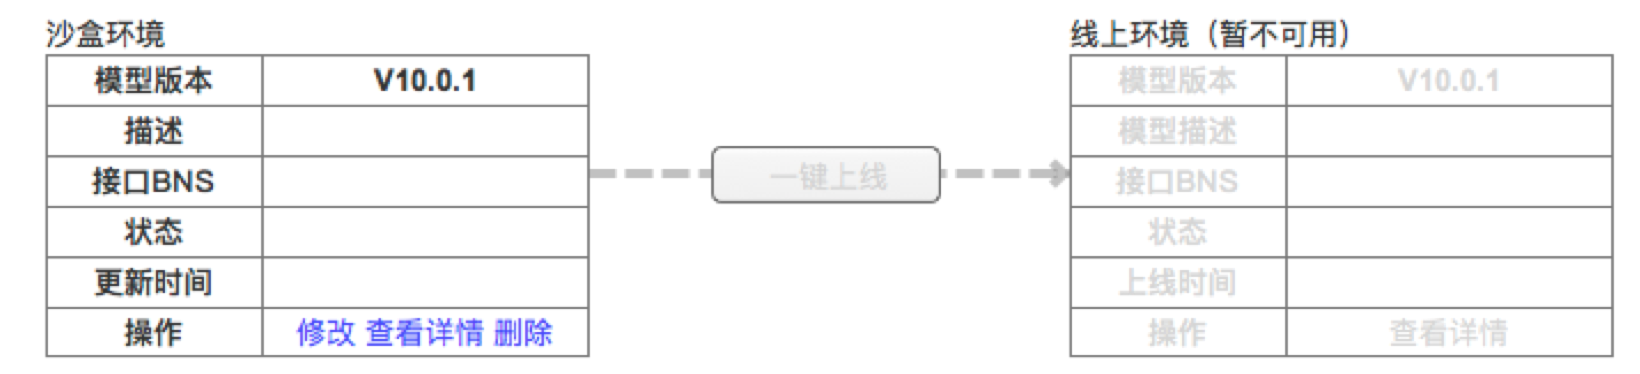 沙盒环境
模型版本 V10.0.1
描述
接口BNS
状态
更新时间
操作 修改 查看详情 删除
一键上线
线上环境（暂不可用）
模型版本 V10.0.1
模型描述
接口BNS
状态
上线时间
操作 查看详情